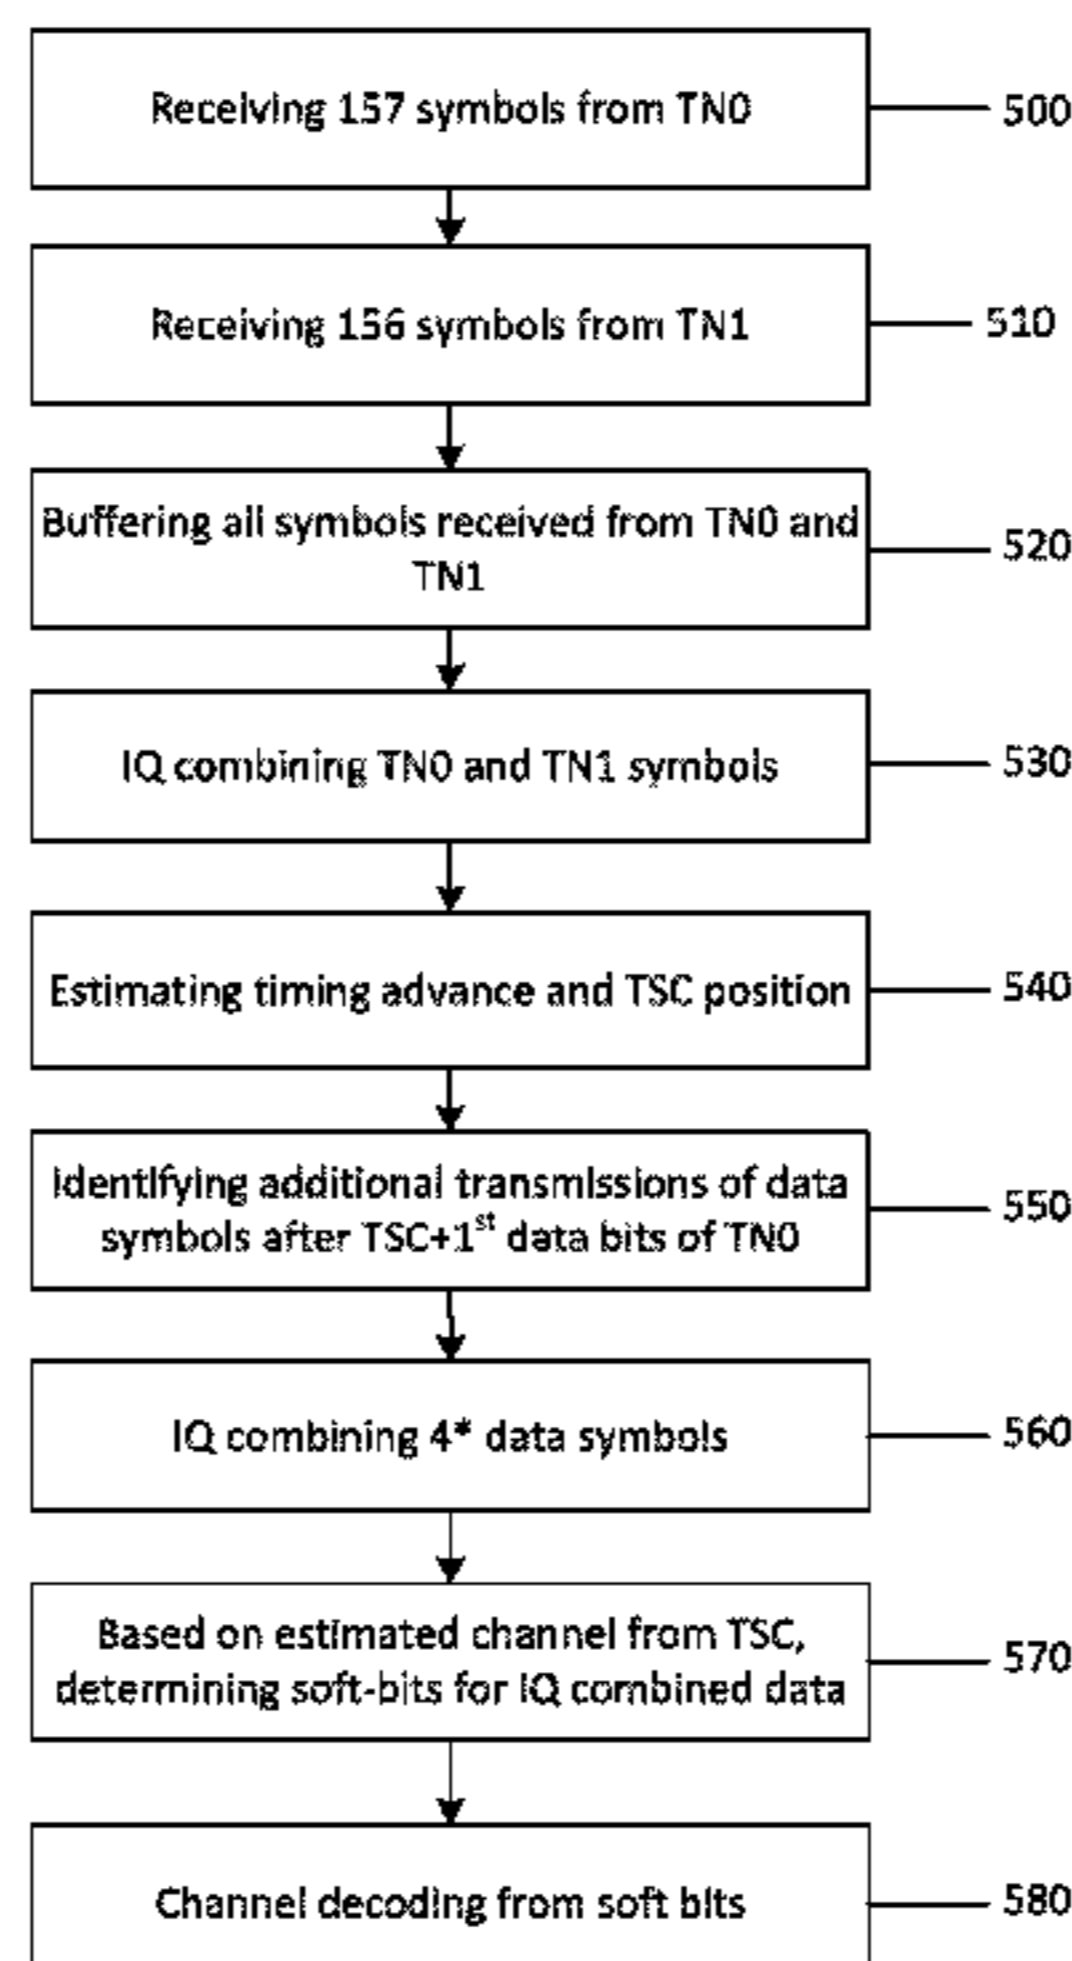 Receiving 157 symbols from TN0
500
Receiving 156 symbols from TN1
510
Buffering all symbols received from TN0 and
TN1
520
IQ combining TN0 and TN1 symbols
530
Estimating timing advance and TSC position
540
Identifying additional transmissions of data
symbols after TSC+1st data bits of TN0
550
IQ combining 4* data symbols
560
Based on estimated channel from TSC,
determining soft-bits for IQ combined data
570
Channel decoding from soft bits
580